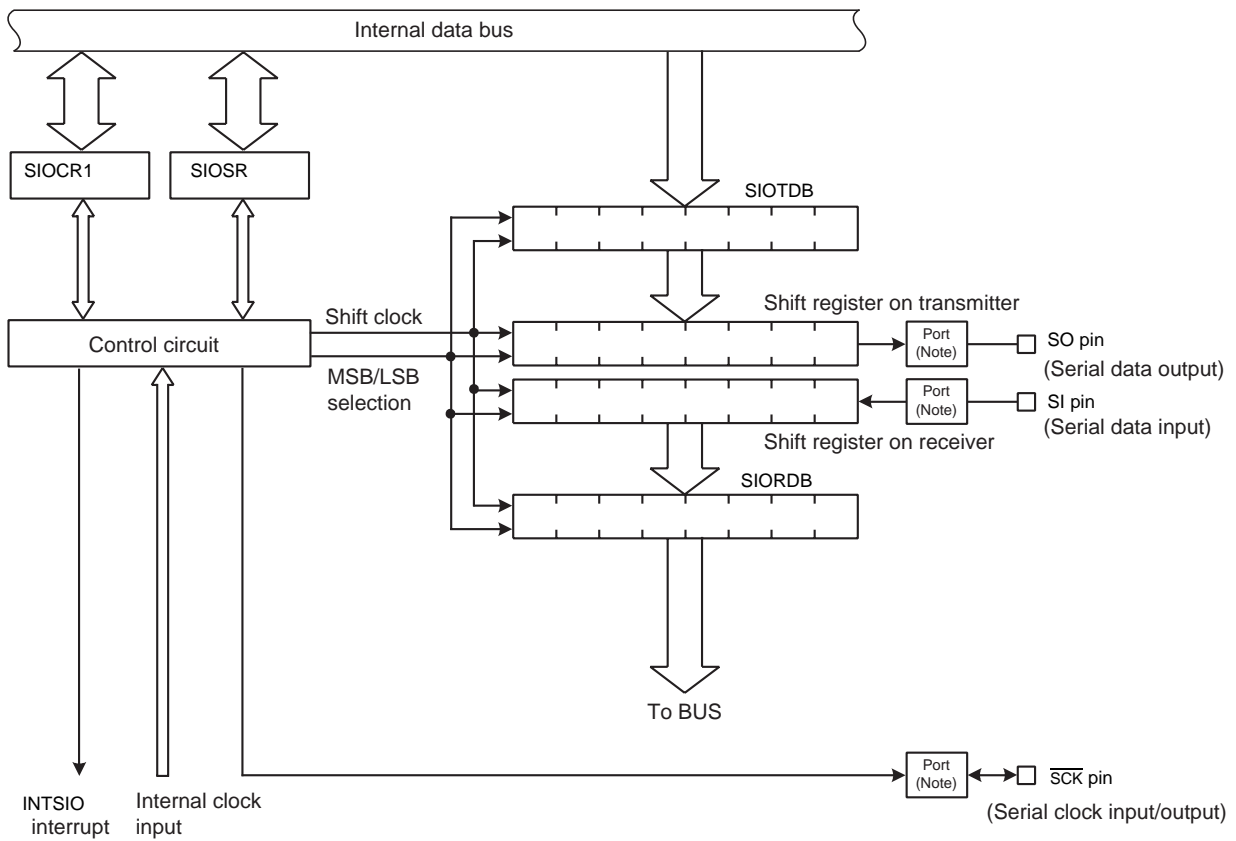 Internal data bus
SIOCR1
SIOSR
SIOTDB
Shift register on transmitter
Shift clock
Control circuit
MSB/LSB
selection
Port
(Note)
SO pin
(Serial data output)
Port
(Note)
SI pin
(Serial data input)
Shift register on receiver
SIORDB
To BUS
INTSIO
interrupt
Internal clock
input
Port
(Note)
SCK pin
(Serial clock input/output)